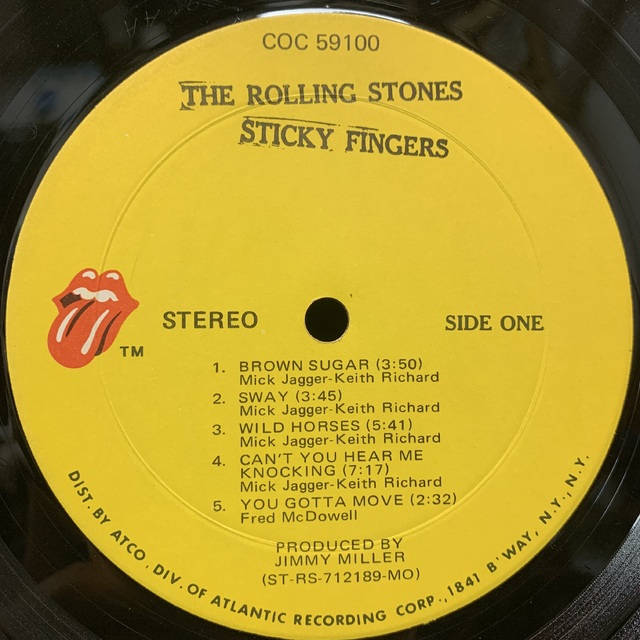 COC 59100
THE ROLLING STONES
STICKY FINGERS
STEREO
SIDE ONE
TM
1. BROWN SUGAR (3:50)
Mick Jagger-Keith Richard
2. SWAY (3:45)
Mick Jagger-Keith Richard
3. WILD HORSES (5:41)
Mick Jagger-Keith Richard
4. CAN'T YOU HEAR ME
KNOCKING (7:17)
Mick Jagger-Keith Richard
5. YOU GOTTA MOVE (2:32)
Fred McDowell
PRODUCED BY
JIMMY MILLER
(ST-RS-712189-MO)
DIST. BY ATCO. DIV. OF ATLANTIC RECORDING CORP., 1841 B'WAY, N.Y., N.Y.